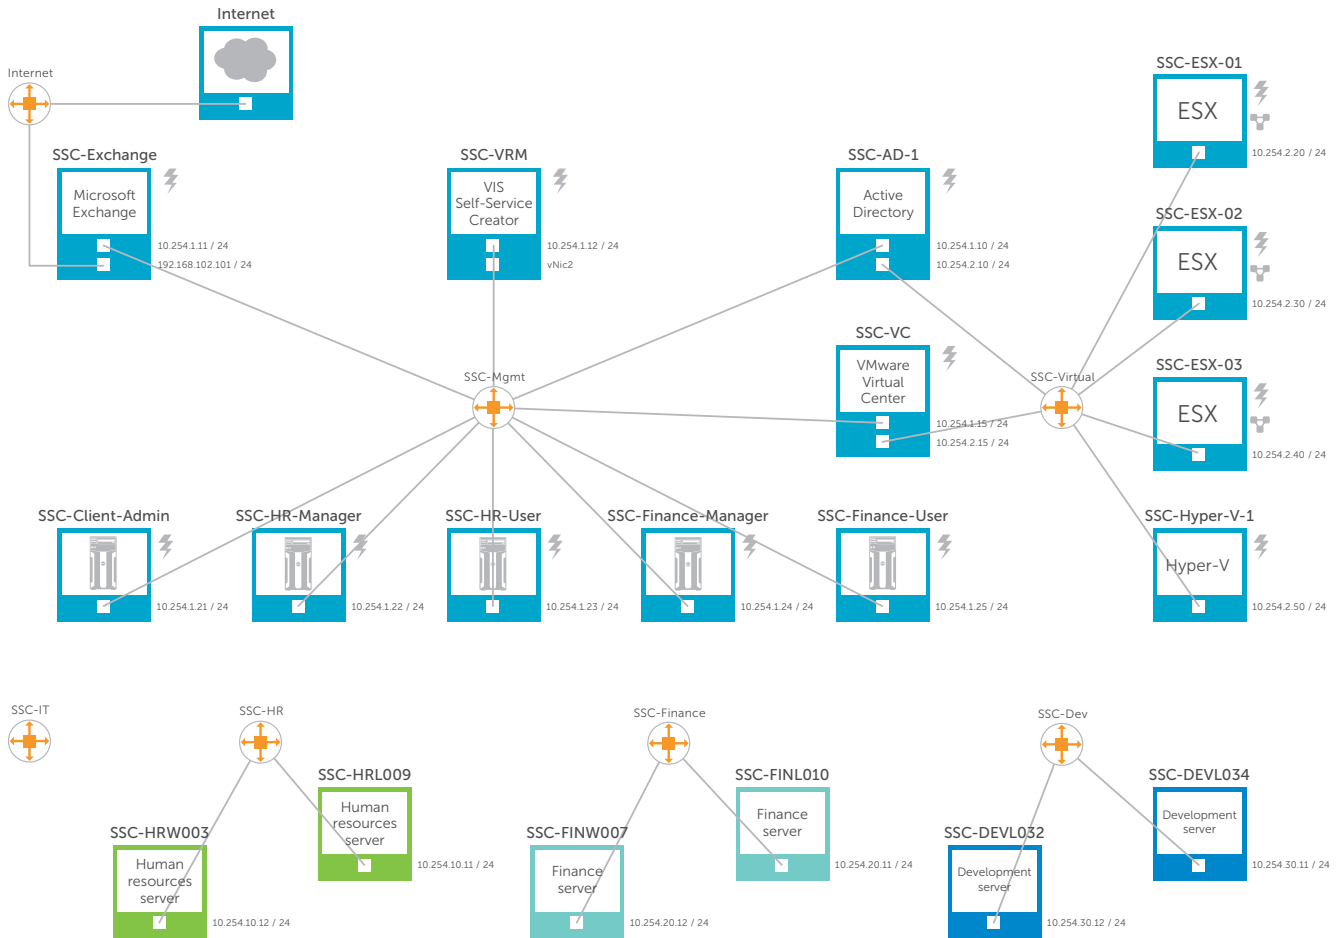 Internet
Internet
SSC-Exchange
Microsoft
Exchange
10.254.1.11 / 24
192.168.102.101 / 24
SSC-VRM
VIS
Self-Service
Creator
10.254.1.12 / 24
vNic2
SSC-AD-1
Active
Directory
10.254.1.10 / 24
10.254.2.10 / 24
SSC-ESX-01
ESX
10.254.2.20 / 24
SSC-ESX-02
ESX
10.254.2.30 / 24
SSC-VC
VMware
Virtual
Center
10.254.1.15 / 24
10.254.2.15 / 24
SSC-Mgmt
SSC-Virtual
SSC-ESX-03
ESX
10.254.2.40 / 24
SSC-Client-Admin
10.254.1.21 / 24
SSC-HR-Manager
10.254.1.22 / 24
SSC-HR-User
10.254.1.23 / 24
SSC-Finance-Manager
10.254.1.24 / 24
SSC-Finance-User
10.254.1.25 / 24
SSC-Hyper-V-1
Hyper-V
10.254.2.50 / 24
SSC-IT
SSC-HR
SSC-Finance
SSC-Dev
SSC-HRL009
Human
resources
server
10.254.10.11 / 24
SSC-HRW003
Human
resources
server
10.254.10.12 / 24
SSC-FINL010
Finance
server
10.254.20.11 / 24
SSC-FINW007
Finance
server
10.254.20.12 / 24
SSC-DEVL034
Development
server
10.254.30.11 / 24
SSC-DEVL032
Development
server
10.254.30.12 / 24